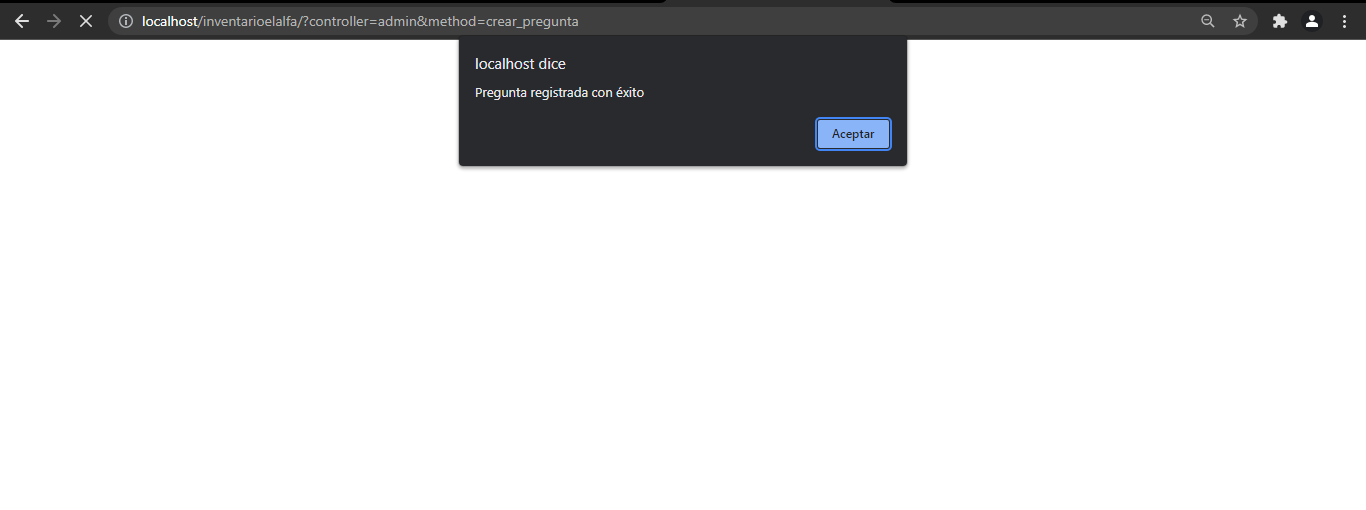 localhost/inventarioelalfa/?controller=admin&method=crear_pregunta
localhost dice
Pregunta registrada con éxito
Aceptar